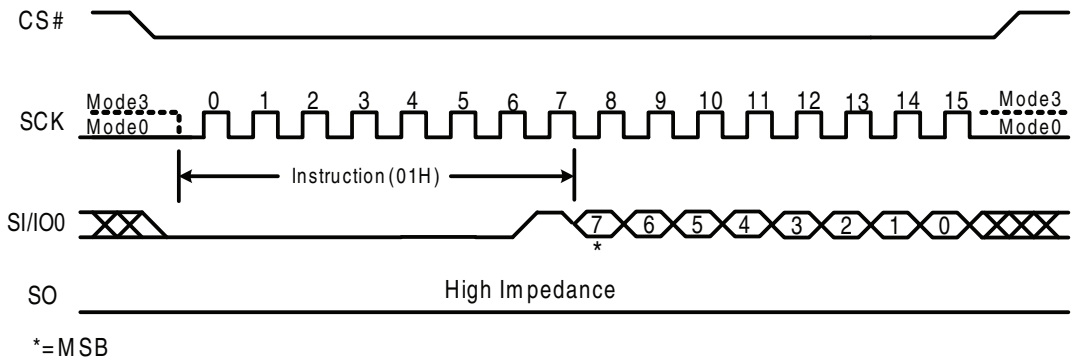 CS#
Mode3 0 1 2 3 4 5 6 7 8 9 10 11 12 13 14 15 Mode3
SCK Mode0 Mode0
Instruction(01H)
SI/IO0 7 6 5 4 3 2 1 0
*
SO High Impedance
*=MSB